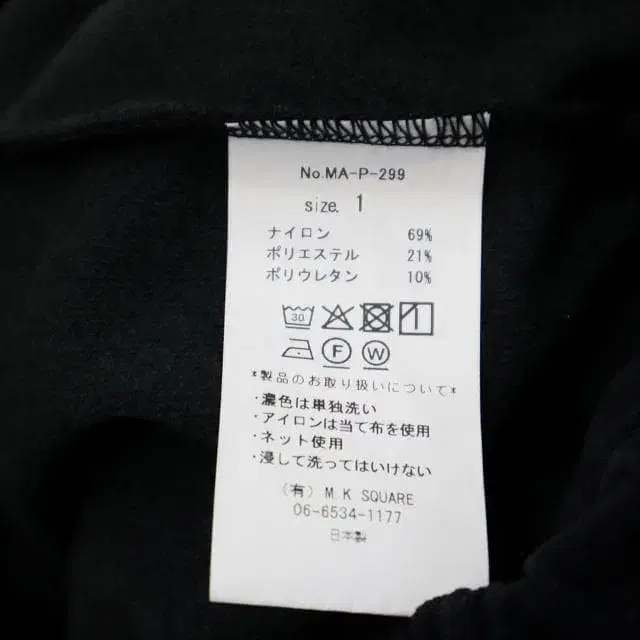 No.MA-P-299
size. 1
ナイロン 69%
ポリエステル 21%
ポリウレタン 10%
30
F W
*製品のお取り扱いについて*
・濃色は単独洗い
・アイロンは当て布を使用
・ネット使用
・浸して洗ってはいけない
(有) M.K SQUARE
06-6534-1177
日本製